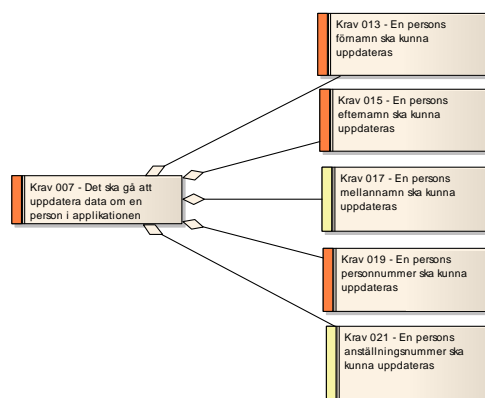 Krav 013 - En persons
förnamn ska kunna
uppdateras
Krav 015 - En persons
efternamn ska kunna
uppdateras
Krav 007 - Det ska gå att
uppdatera data om en
person i applikationen
Krav 017 - En persons
mellannamn ska kunna
uppdateras
Krav 019 - En persons
personnummer ska kunna
uppdateras
Krav 021 - En persons
anställningsnummer ska
kunna uppdateras